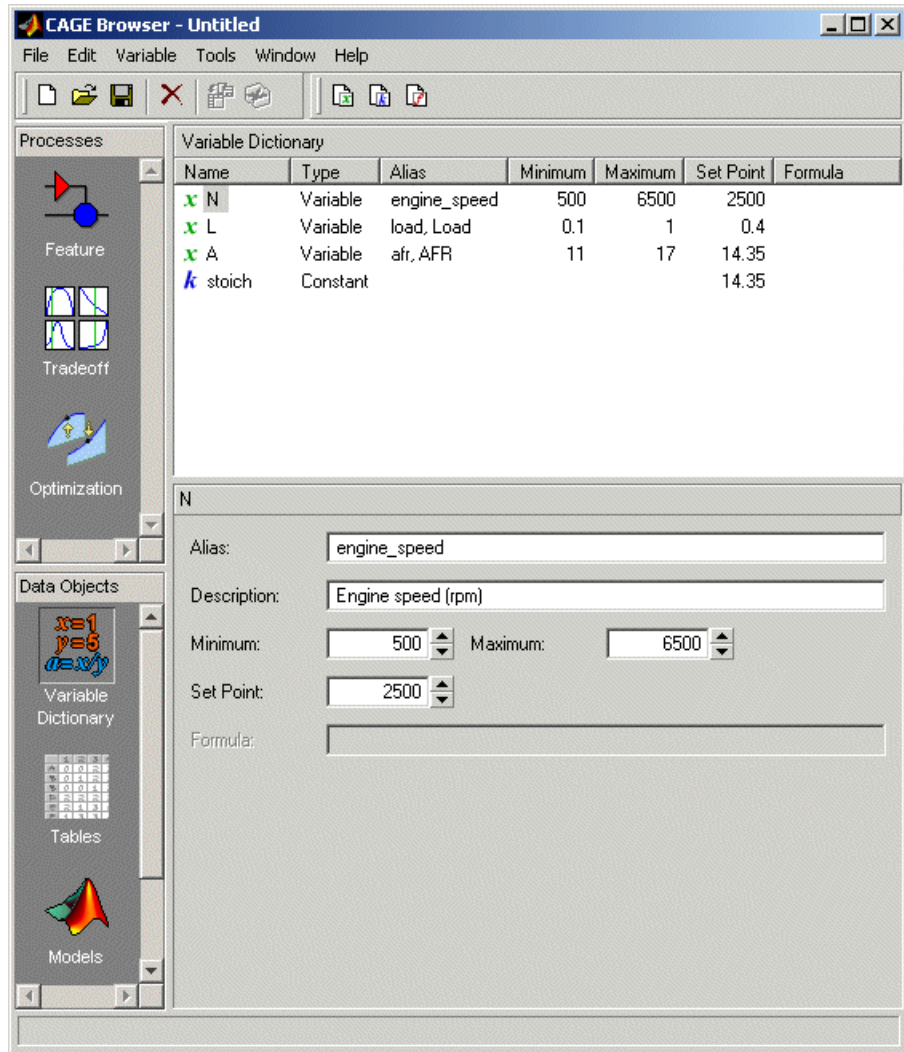 CAGE Browser - Untitled
File Edit Variable Tools Window Help
Processes
Feature
Tradeoff
Optimization
Variable Dictionary
Name Type Alias Minimum Maximum Set Point Formula
x N Variable engine_speed 500 6500 2500
x L Variable load, Load 0.1 1 0.4
x A Variable afr, AFR 11 17 14.35
k stoich Constant 14.35
Data Objects
x=1
y=5
a=x/y
Variable
Dictionary
Tables
Models
N
Alias: engine_speed
Description: Engine speed (rpm)
Minimum: 500 Maximum: 6500
Set Point: 2500
Formula: